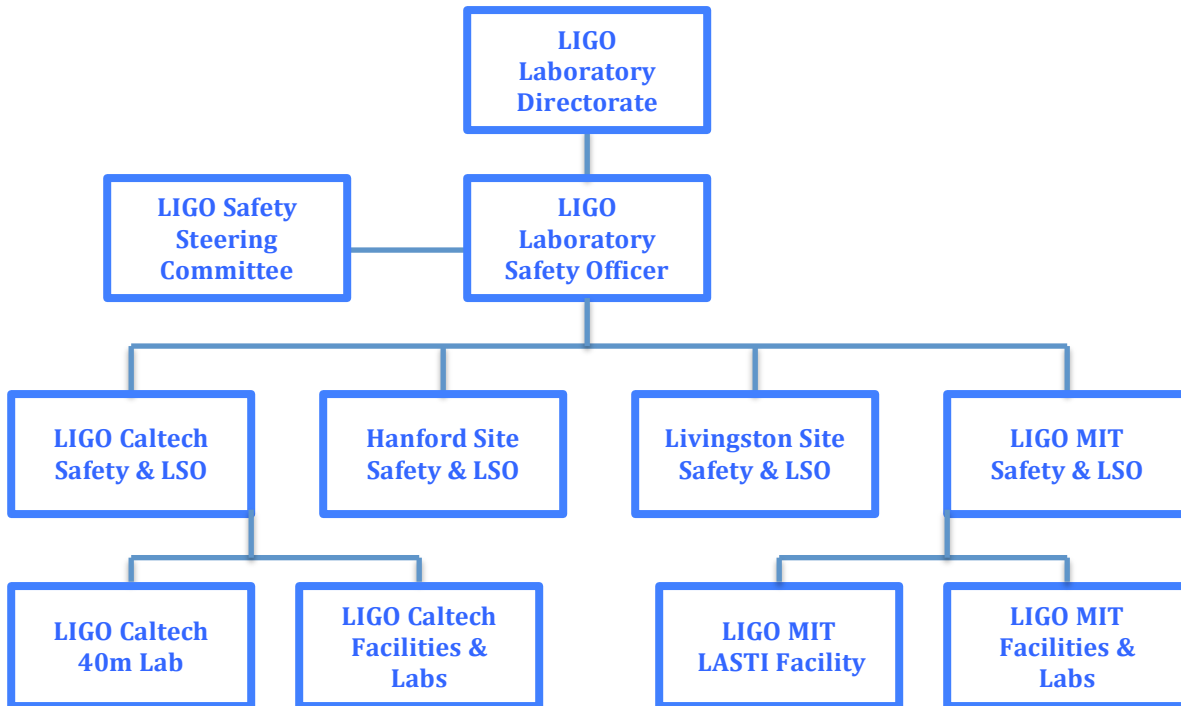 LIGO
Laboratory
Directorate
LIGO Safety
Steering
Committee
LIGO
Laboratory
Safety Officer
LIGO Caltech
Safety & LSO
Hanford Site
Safety & LSO
Livingston Site
Safety & LSO
LIGO MIT
Safety & LSO
LIGO Caltech
40m Lab
LIGO Caltech
Facilities &
Labs
LIGO MIT
LASTI Facility
LIGO MIT
Facilities &
Labs